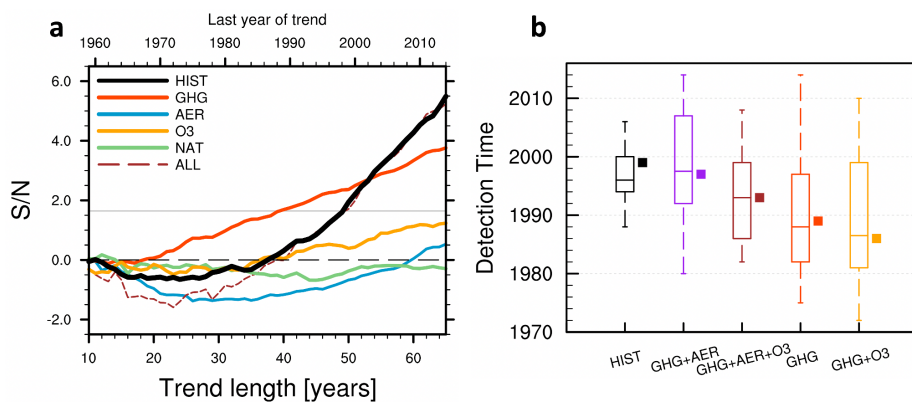 a
Last year of trend
1960 1970 1980 1990 2000 2010
S/N
6.0
4.0
2.0
0.0
-2.0
HIST
GHG
AER
O3
NAT
ALL
10 20 30 40 50 60
Trend length [years]
b
Detection Time
2010
2000
1990
1980
1970
HIST GHG+AER GHG+AER+O3 GHG GHG+O3